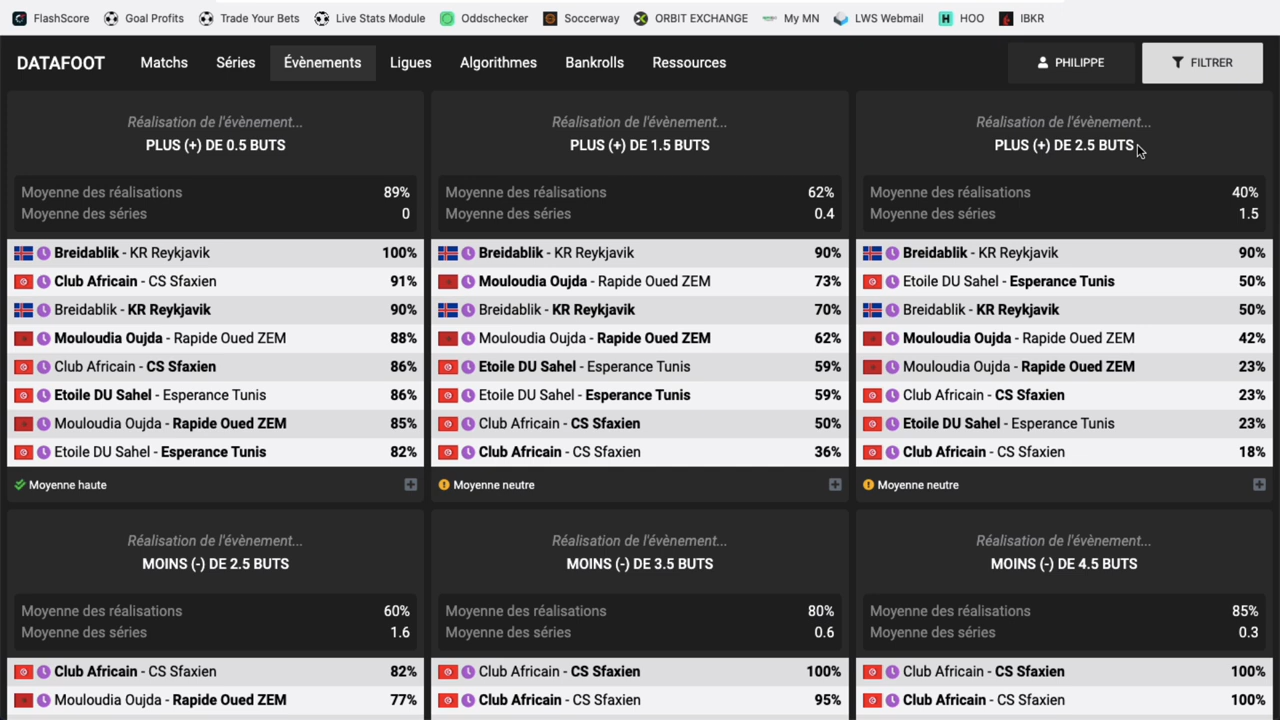 FlashScore Goal Profits Trade Your Bets Live Stats Module Oddschecker Soccerway ORBIT EXCHANGE My MN LWS Webmail H HOO IBKR
DATAFOOT Matchs Séries Évènements Ligues Algorithmes Bankrolls Ressources PHILIPPE FILTRER
Réalisation de l'évènement...
PLUS (+) DE 0.5 BUTS
Moyenne des réalisations 89%
Moyenne des séries 0
Breidablik - KR Reykjavik 100%
Club Africain - CS Sfaxien 91%
Breidablik - KR Reykjavik 90%
Mouloudia Oujda - Rapide Oued ZEM 88%
Club Africain - CS Sfaxien 86%
Etoile DU Sahel - Esperance Tunis 86%
Mouloudia Oujda - Rapide Oued ZEM 85%
Etoile DU Sahel - Esperance Tunis 82%
Moyenne haute
Réalisation de l'évènement...
PLUS (+) DE 1.5 BUTS
Moyenne des réalisations 62%
Moyenne des séries 0.4
Breidablik - KR Reykjavik 90%
Mouloudia Oujda - Rapide Oued ZEM 73%
Breidablik - KR Reykjavik 70%
Mouloudia Oujda - Rapide Oued ZEM 62%
Etoile DU Sahel - Esperance Tunis 59%
Etoile DU Sahel - Esperance Tunis 59%
Club Africain - CS Sfaxien 50%
Club Africain - CS Sfaxien 36%
Moyenne neutre
Réalisation de l'évènement...
PLUS (+) DE 2.5 BUTS
Moyenne des réalisations 40%
Moyenne des séries 1.5
Breidablik - KR Reykjavik 90%
Etoile DU Sahel - Esperance Tunis 50%
Breidablik - KR Reykjavik 50%
Mouloudia Oujda - Rapide Oued ZEM 42%
Mouloudia Oujda - Rapide Oued ZEM 23%
Club Africain - CS Sfaxien 23%
Etoile DU Sahel - Esperance Tunis 23%
Club Africain - CS Sfaxien 18%
Moyenne neutre
Réalisation de l'évènement...
MOINS (-) DE 2.5 BUTS
Moyenne des réalisations 60%
Moyenne des séries 1.6
Club Africain - CS Sfaxien 82%
Mouloudia Oujda - Rapide Oued ZEM 77%
Réalisation de l'évènement...
MOINS (-) DE 3.5 BUTS
Moyenne des réalisations 80%
Moyenne des séries 0.6
Club Africain - CS Sfaxien 100%
Club Africain - CS Sfaxien 95%
Réalisation de l'évènement...
MOINS (-) DE 4.5 BUTS
Moyenne des réalisations 85%
Moyenne des séries 0.3
Club Africain - CS Sfaxien 100%
Club Africain - CS Sfaxien 100%